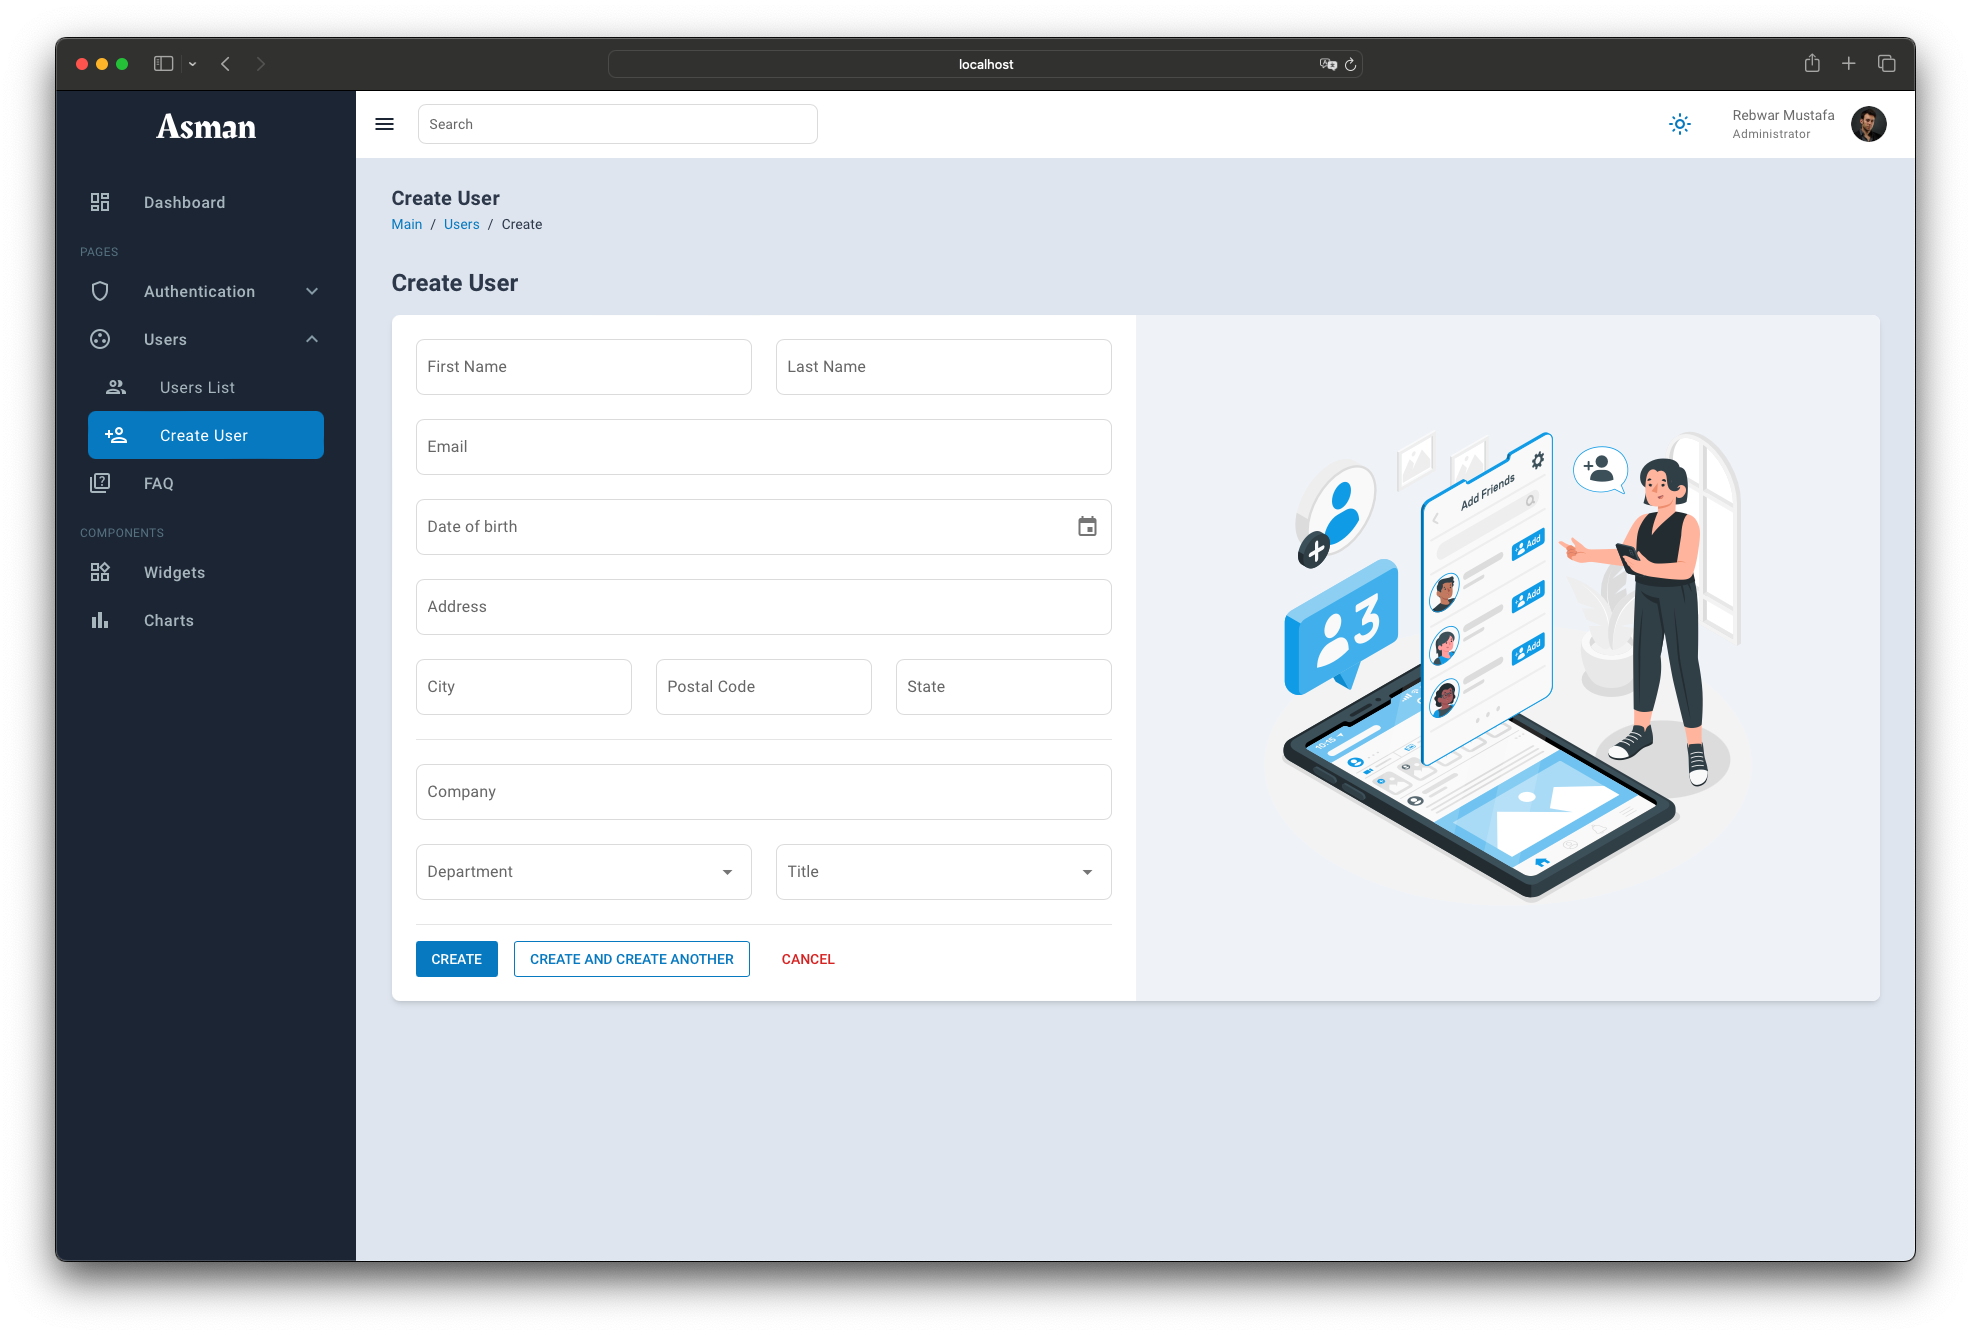 localhost
Asman
Search
Rebwar Mustafa
Administrator
Dashboard
PAGES
Authentication
Users
Users List
Create User
FAQ
COMPONENTS
Widgets
Charts
Create User
Main / Users / Create
Create User
First Name
Last Name
Email
Date of birth
Address
City
Postal Code
State
Company
Department
Title
CREATE
CREATE AND CREATE ANOTHER
CANCEL
Add Friends
Add
Add
Add
3
10:15